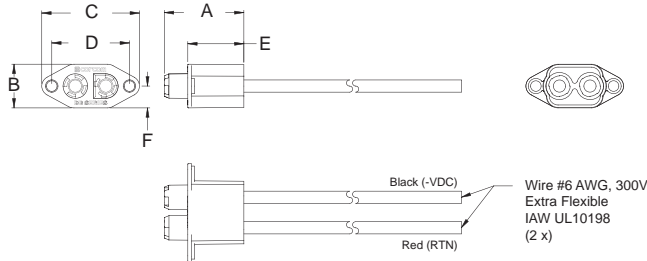 C
A
D
E
B
F
Black (-VDC)
Red (RTN)
Wire #6 AWG, 300V
Extra Flexible
IAW UL10198
(2 x)